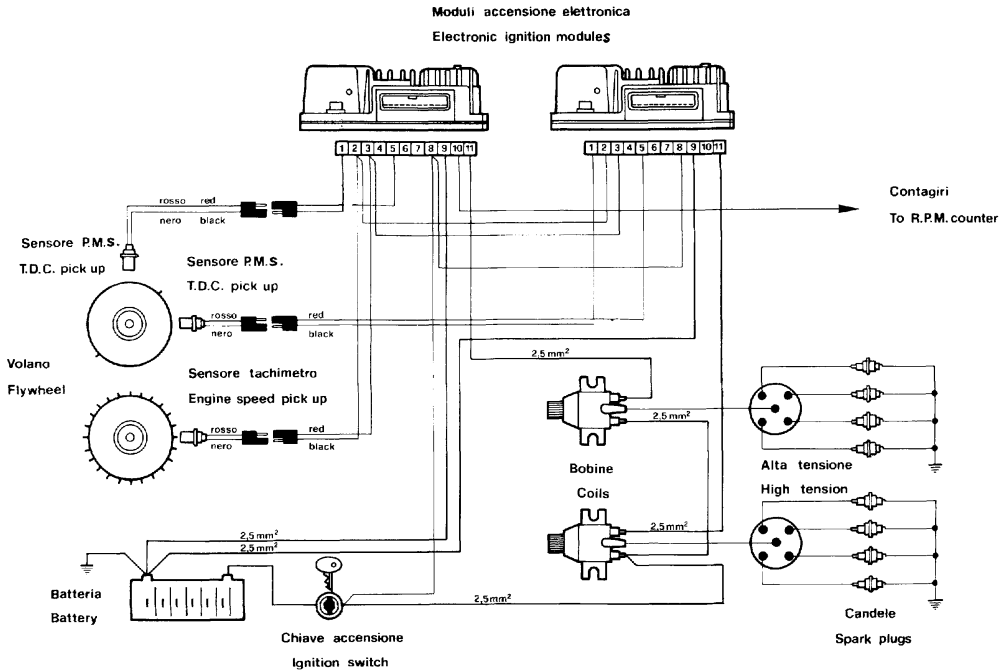 Moduli accensione elettronica
Electronic ignition modules
1 2 3 4 5 6 7 8 9 10 11
1 2 3 4 5 6 7 8 9 10 11
rosso red
nero black
Contagiri
To R.P.M. counter
Sensore P.M.S.
T.D.C. pick up
Sensore P.M.S.
T.D.C. pick up
rosso red
nero black
2,5 mm²
Volano
Flywheel
Sensore tachimetro
Engine speed pick up
2,5 mm²
rosso red
nero black
Bobine
Coils
Alta tensione
High tension
2,5 mm²
2,5 mm²
2,5 mm²
Batteria
Battery
2,5 mm²
Chiave accensione
Ignition switch
Candele
Spark plugs